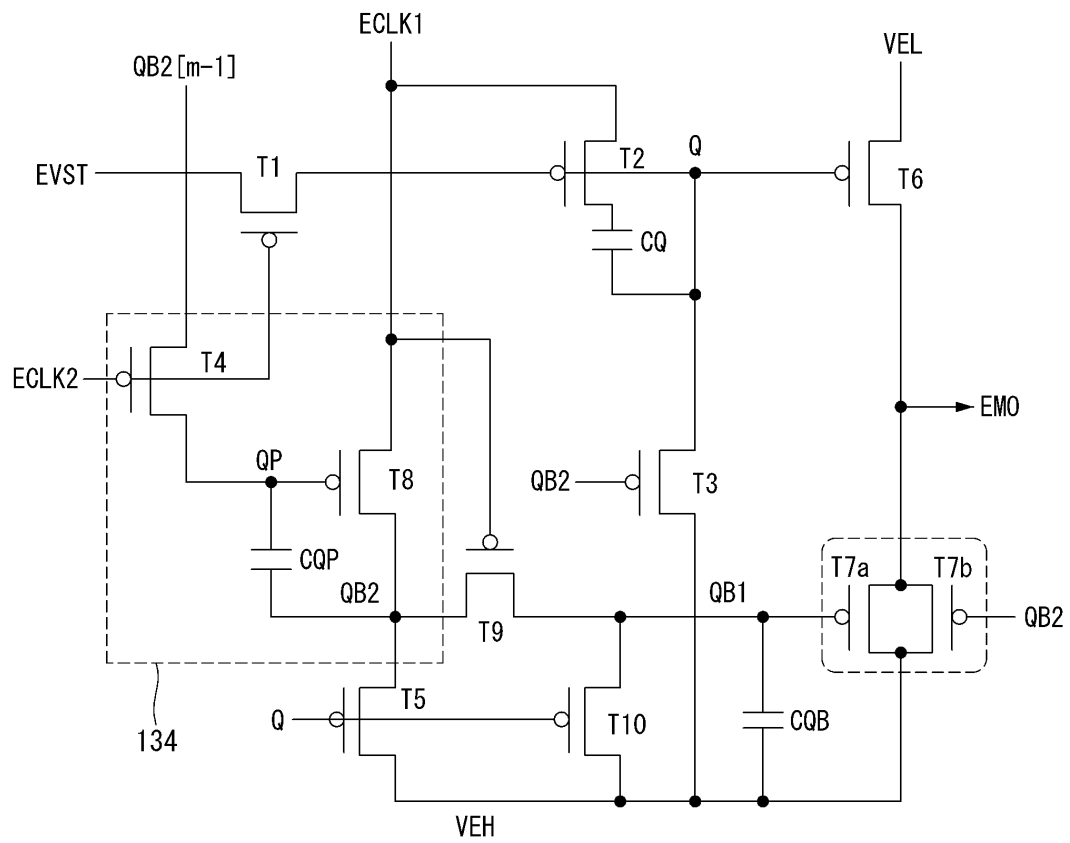 ECLK1
QB2[m-1]
VEL
EVST
T1
T2
Q
T6
CQ
ECLK2
T4
EMO
QP
T8
QB2
T3
CQP
QB2
T9
QB1
T7a
T7b
QB2
Q
T5
T10
CQB
134
VEH